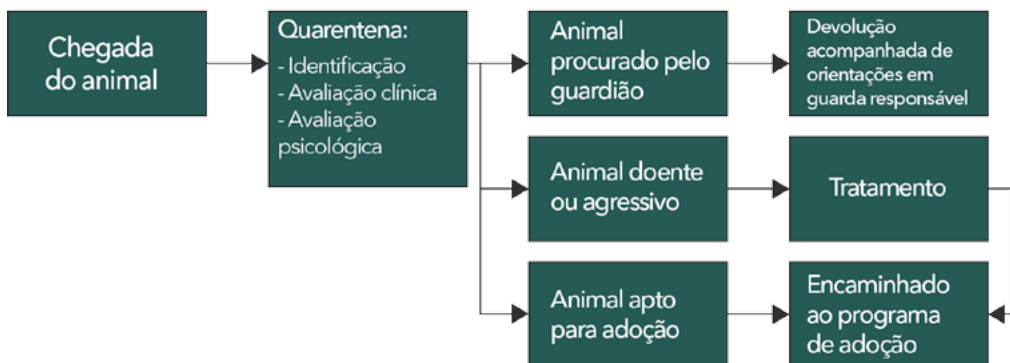 Chegada
do animal
Quarentena:
- Identificação
- Avaliação clínica
- Avaliação
psicológica
Animal
procurado pelo
guardião
Devolução
acompanhada de
orientações em
guarda responsável
Animal doente
ou agressivo
Tratamento
Animal apto
para adoção
Encaminhado
ao programa
de adoção